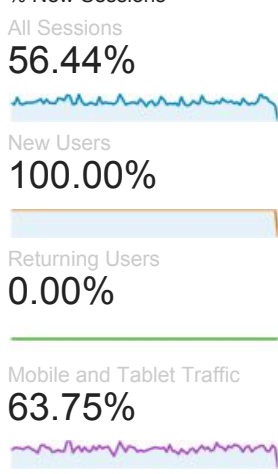 % New Sessions
All Sessions
56.44%
New Users
100.00%
Returning Users
0.00%
Mobile and Tablet Traffic
63.75%